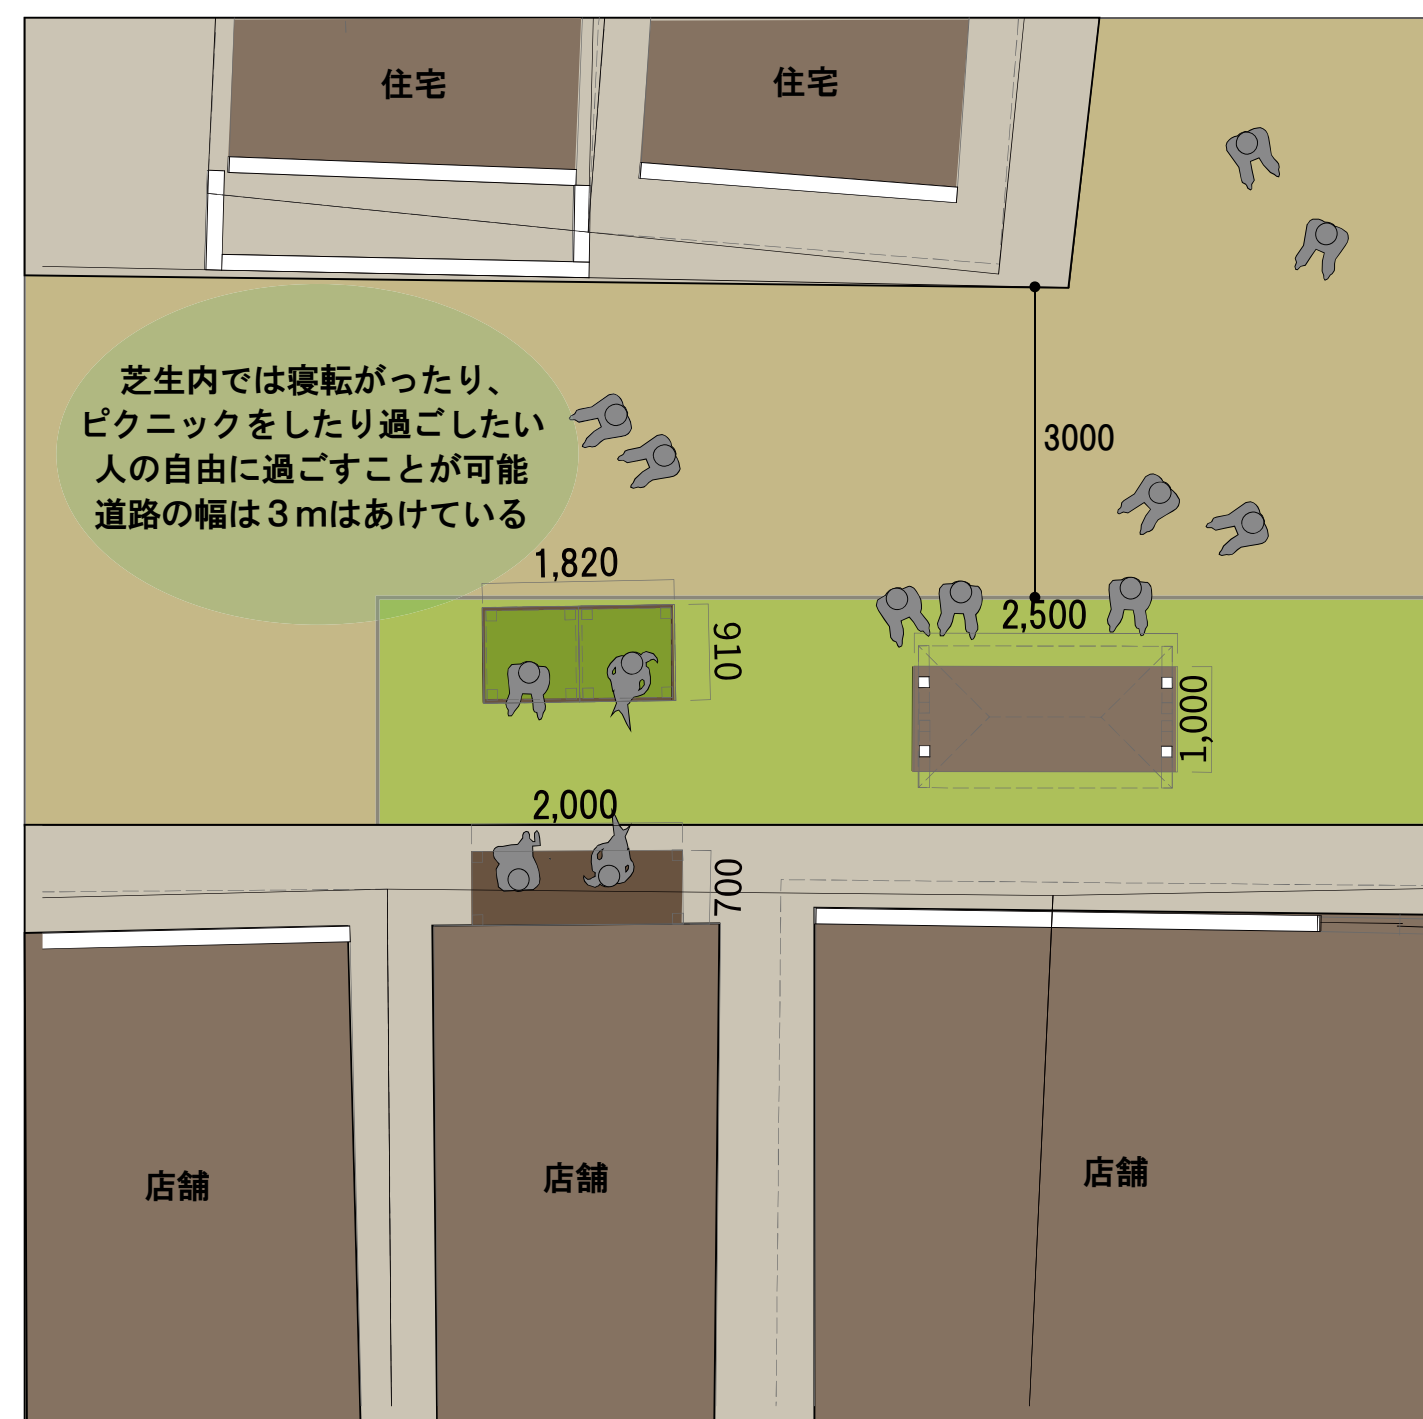 住宅
住宅
芝生内では寝転がったり、
ピクニックをしたり過ごしたい
人の自由に過ごすことが可能
道路の幅は３ｍはあけている
3000
1,820
910
2,500
1,000
2,000
700
店舗
店舗
店舗